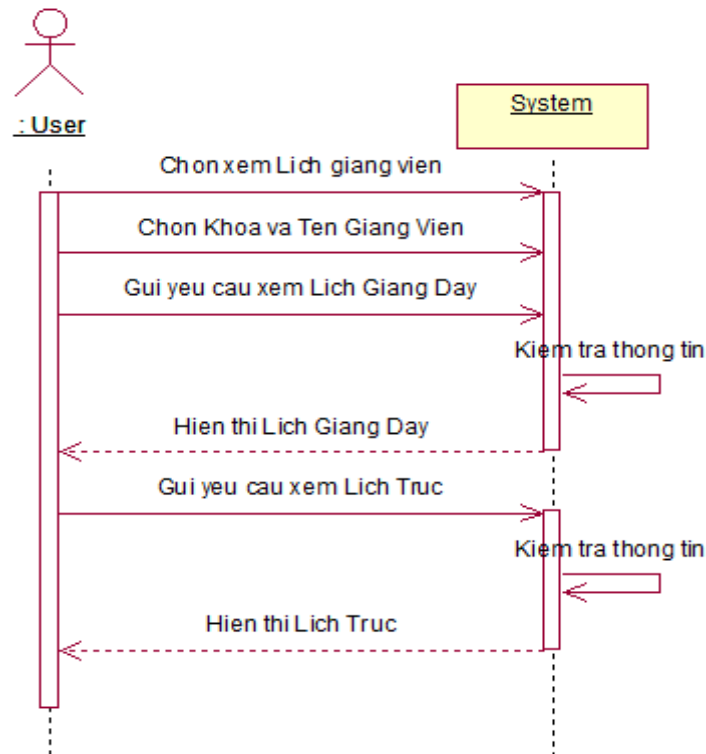 : User
System
Chon xem Lich giang vien
Chon Khoa va Ten Giang Vien
Gui yeu cau xem Lich Giang Day
Kiem tra thong tin
Hien thi Lich Giang Day
Gui yeu cau xem Lich Truc
Kiem tra thong tin
Hien thi Lich Truc